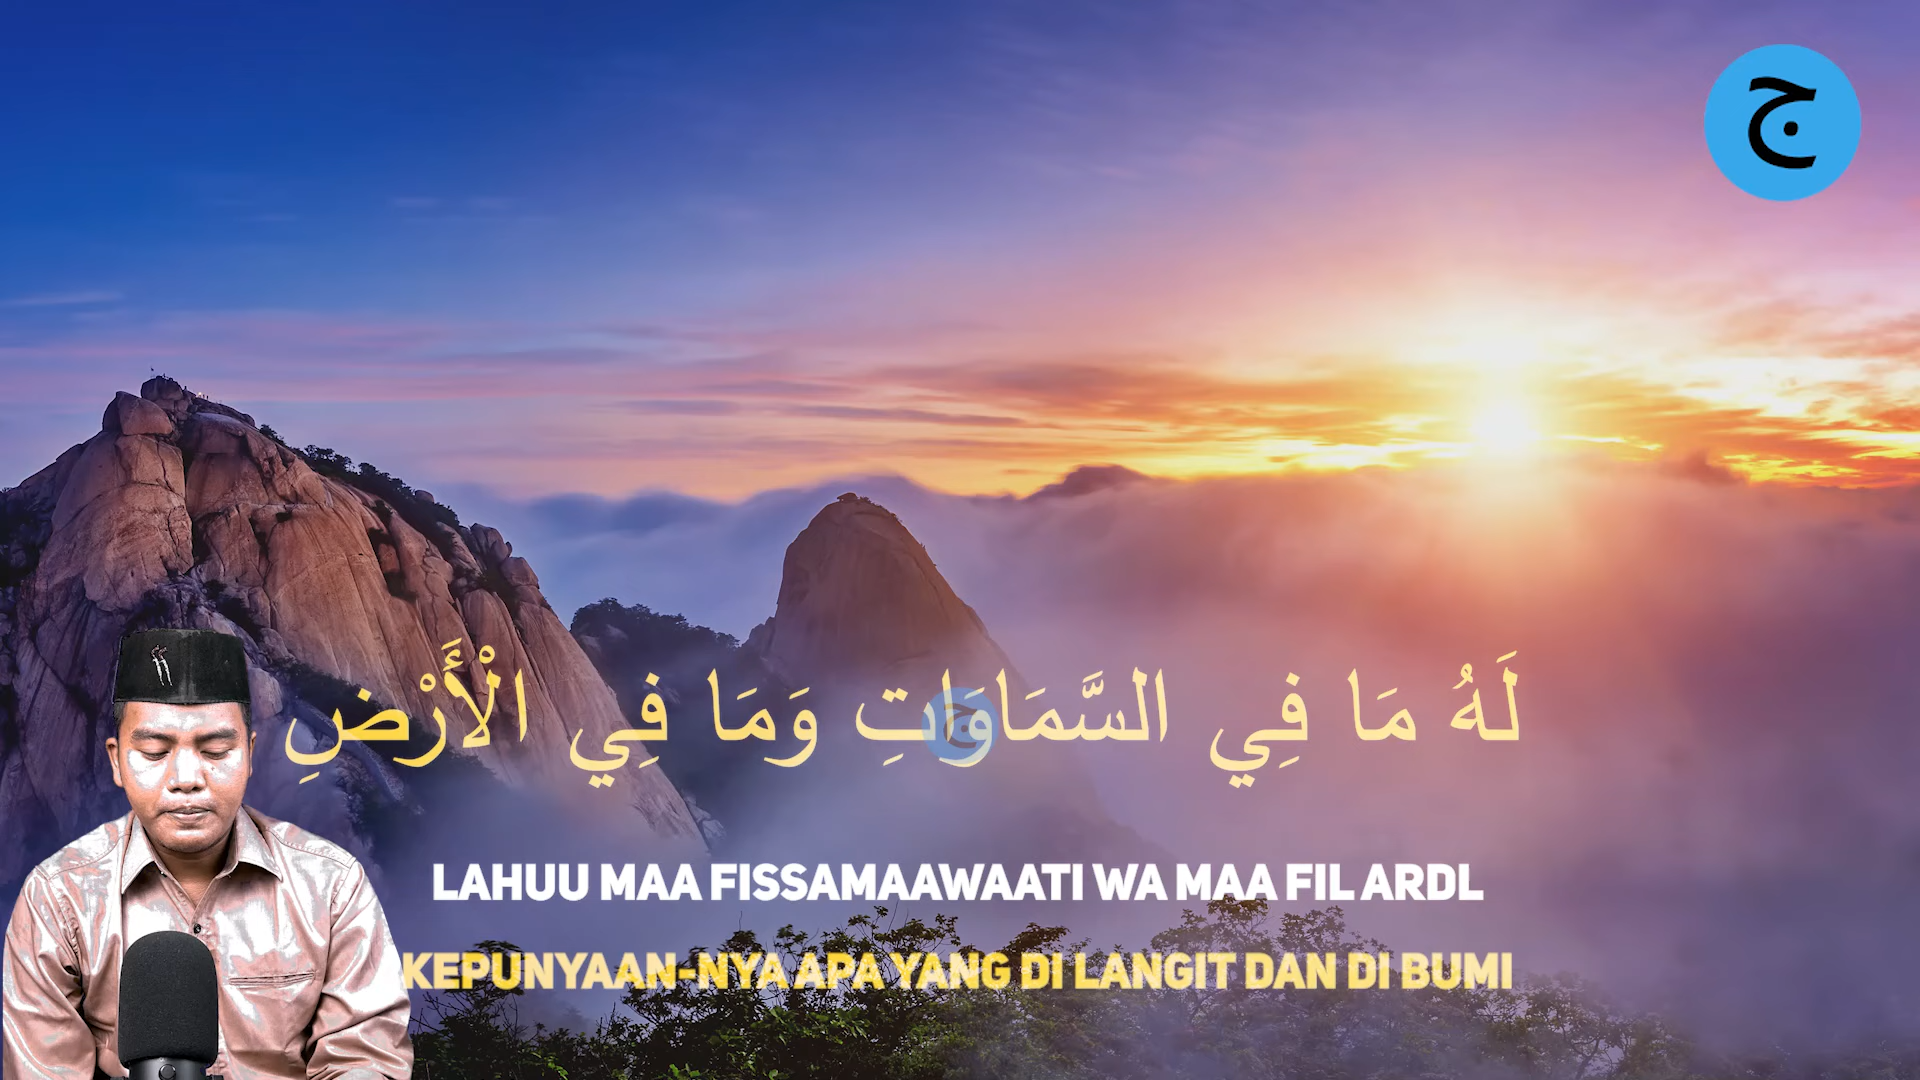 ج
لَهُ مَا فِي السَّمَاوَاتِ وَمَا فِي الْأَرْضِ
ج
LAHUU MAA FISSAMAAWAATI WA MAA FIL ARDL
KEPUNYAAN-NYA APA YANG DI LANGIT DAN DI BUMI